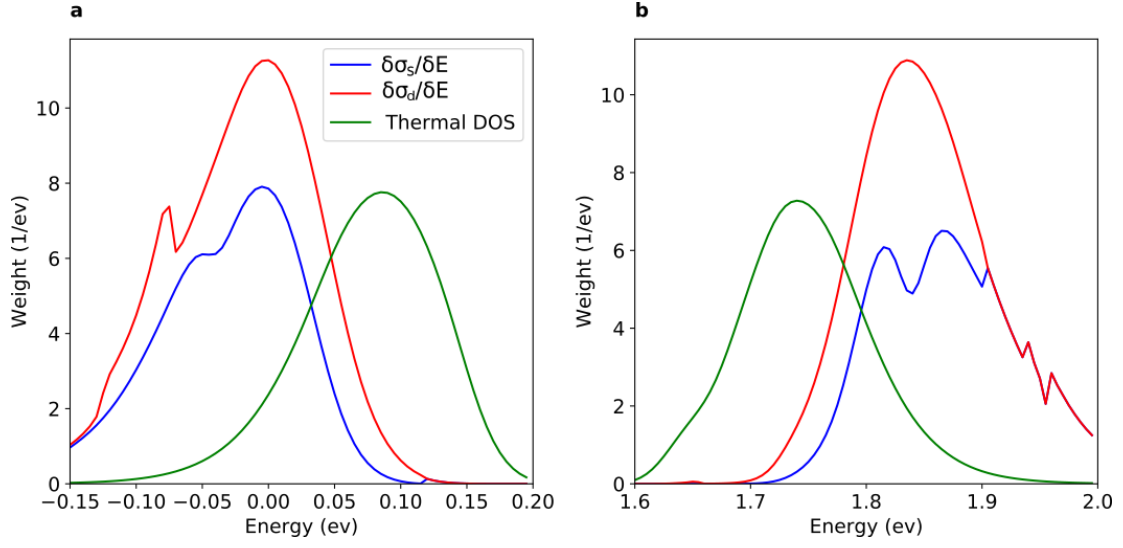 a
b
δσₛ/δE
δσ_d/δE
Thermal DOS
Weight (1/ev)
10
8
6
4
2
0
−0.15 −0.10 −0.05 0.00 0.05 0.10 0.15 0.20
Energy (ev)
Weight (1/ev)
10
8
6
4
2
0
1.6 1.7 1.8 1.9 2.0
Energy (ev)